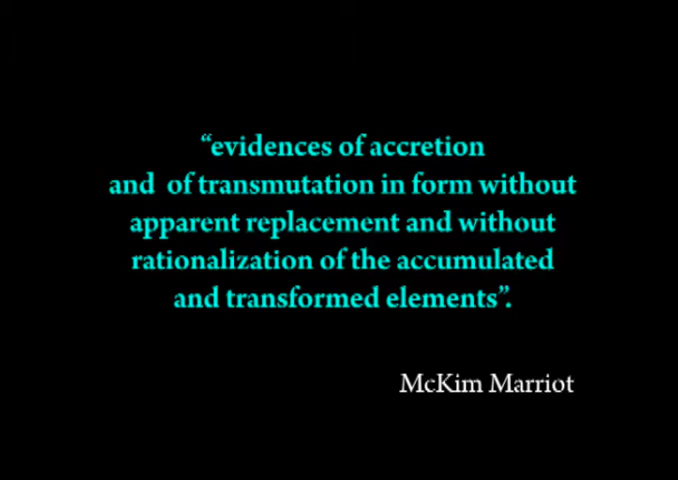 “evidences of accretion
and of transmutation in form without
apparent replacement and without
rationalization of the accumulated
and transformed elements”.
McKim Marriot